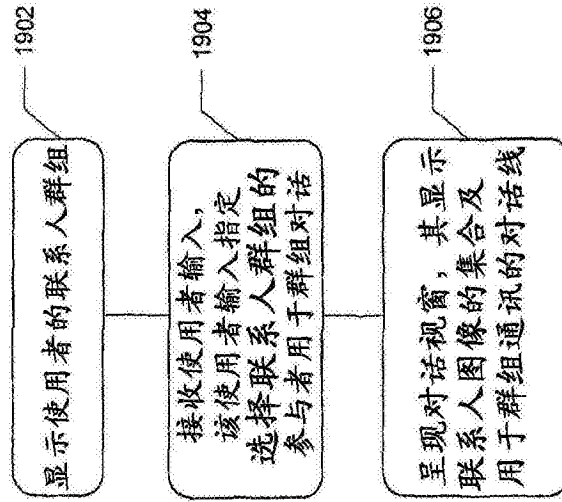 1902
显示使用者的联系人群组
1904
接收使用者输入，
该使用者输入指定
选择联系人群组的
参与者用于群组对话
1906
呈现对话视窗，其显示
联系人图像的集合及
用于群组通讯的对话线